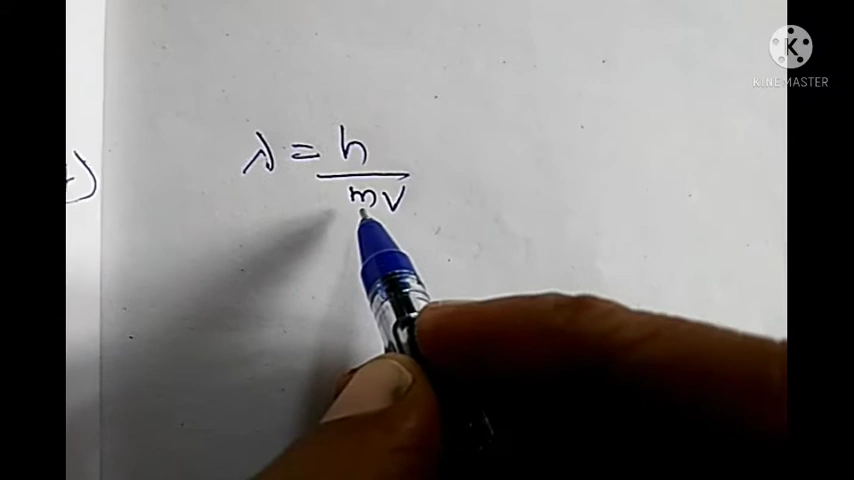 K
KINEMASTER
λ = h
mv